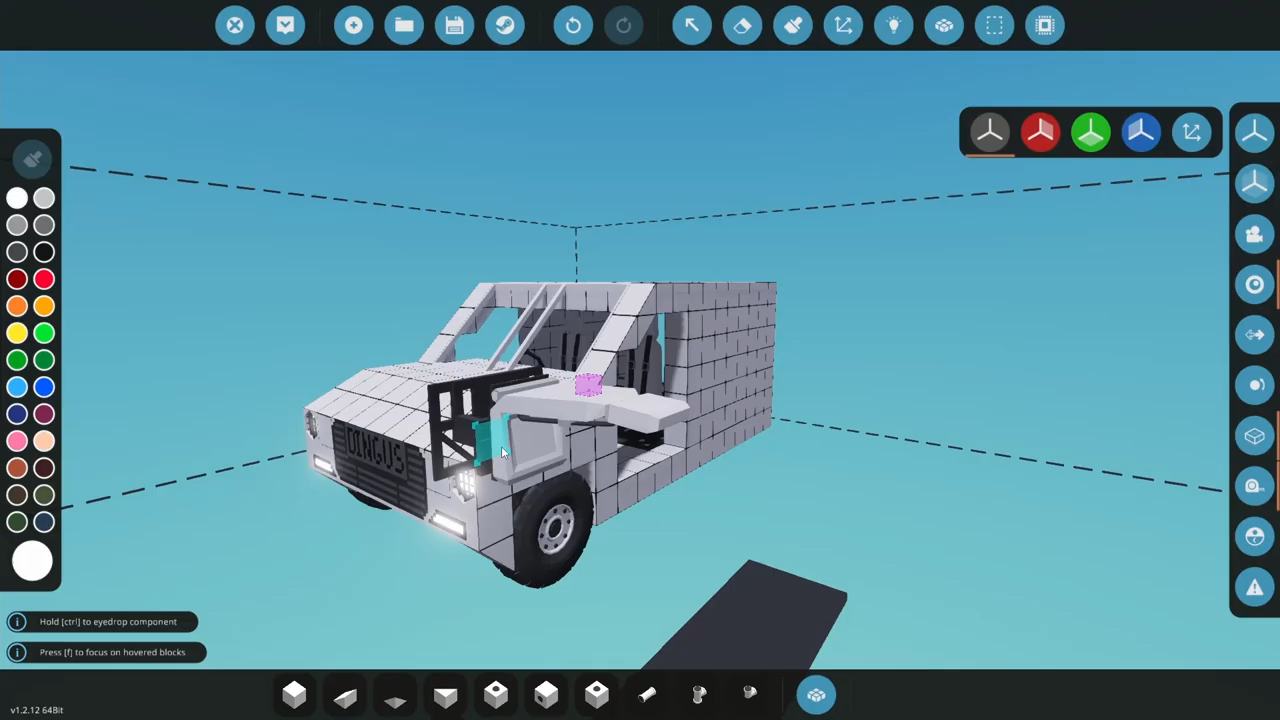 DINGUS
Hold [ctrl] to eyedrop component
Press [f] to focus on hovered blocks
v1.2.12 64Bit